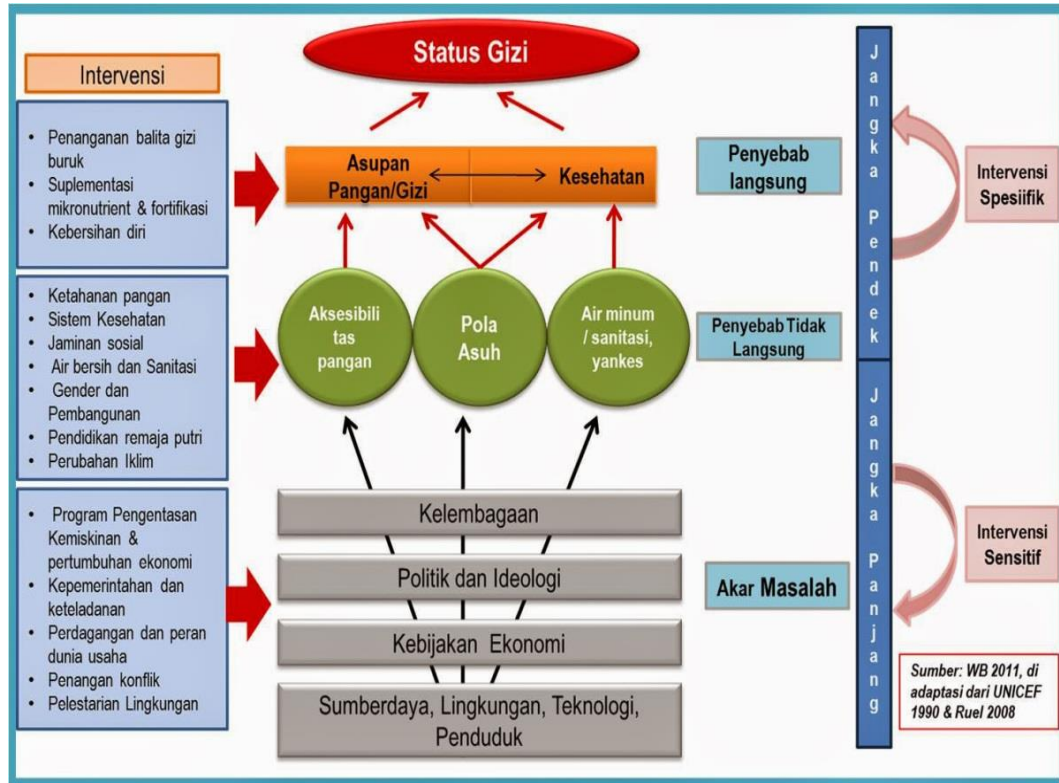 Status Gizi
Intervensi
• Penanganan balita gizi
buruk
• Suplementasi
mikronutrient & fortifikasi
• Kebersihan diri
Asupan
Pangan/Gizi
Kesehatan
Penyebab
langsung
• Ketahanan pangan
• Sistem Kesehatan
• Jaminan sosial
• Air bersih dan Sanitasi
• Gender dan
Pembangunan
• Pendidikan remaja putri
• Perubahan Iklim
Aksesibili
tas
pangan
Pola
Asuh
Air minum
/ sanitasi,
yankes
Penyebab Tidak
Langsung
• Program Pengentasan
Kemiskinan &
pertumbuhan ekonomi
• Kepemerintahan dan
keteladanan
• Perdagangan dan peran
dunia usaha
• Penangan konflik
• Pelestarian Lingkungan
Kelembagaan
Politik dan Ideologi
Kebijakan Ekonomi
Sumberdaya, Lingkungan, Teknologi,
Penduduk
Akar Masalah
Jangka Pendek
Jangka Panjang
Intervensi
Spesiifik
Intervensi
Sensitif
Sumber: WB 2011, di
adaptasi dari UNICEF
1990 & Ruel 2008